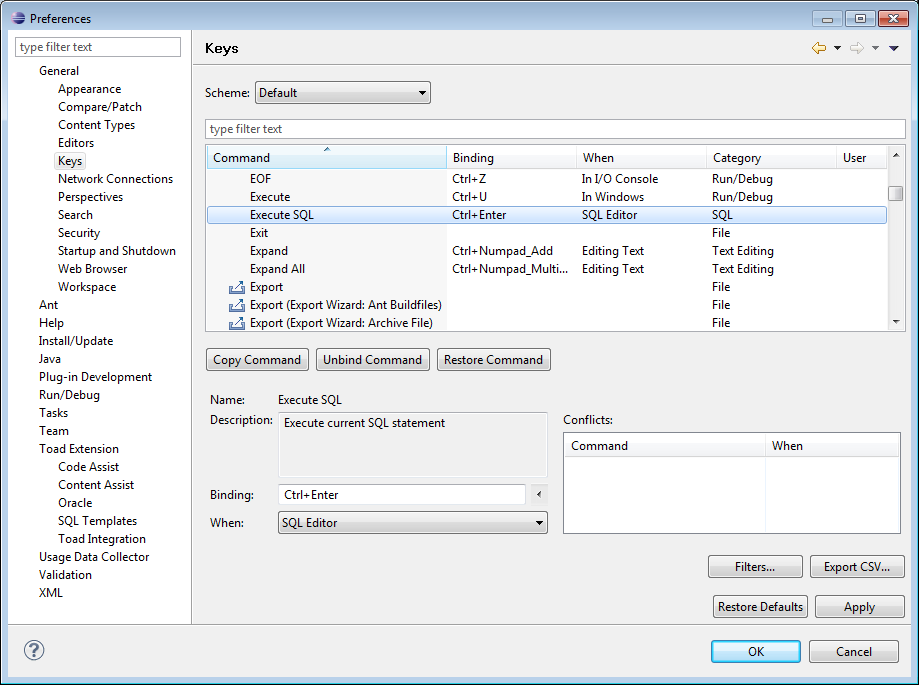 Preferences
type filter text
General
Appearance
Compare/Patch
Content Types
Editors
Keys
Network Connections
Perspectives
Search
Security
Startup and Shutdown
Web Browser
Workspace
Ant
Help
Install/Update
Java
Plug-in Development
Run/Debug
Tasks
Team
Toad Extension
Code Assist
Content Assist
Oracle
SQL Templates
Toad Integration
Usage Data Collector
Validation
XML
Keys
Scheme: Default
type filter text
Command Binding When Category User
EOF Ctrl+Z In I/O Console Run/Debug
Execute Ctrl+U In Windows Run/Debug
Execute SQL Ctrl+Enter SQL Editor SQL
Exit File
Expand Ctrl+Numpad_Add Editing Text Text Editing
Expand All Ctrl+Numpad_Multi... Editing Text Text Editing
Export File
Export (Export Wizard: Ant Buildfiles) File
Export (Export Wizard: Archive File) File
Copy Command Unbind Command Restore Command
Name: Execute SQL
Description: Execute current SQL statement
Binding: Ctrl+Enter
When: SQL Editor
Conflicts:
Command When
Filters... Export CSV...
Restore Defaults Apply
? OK Cancel